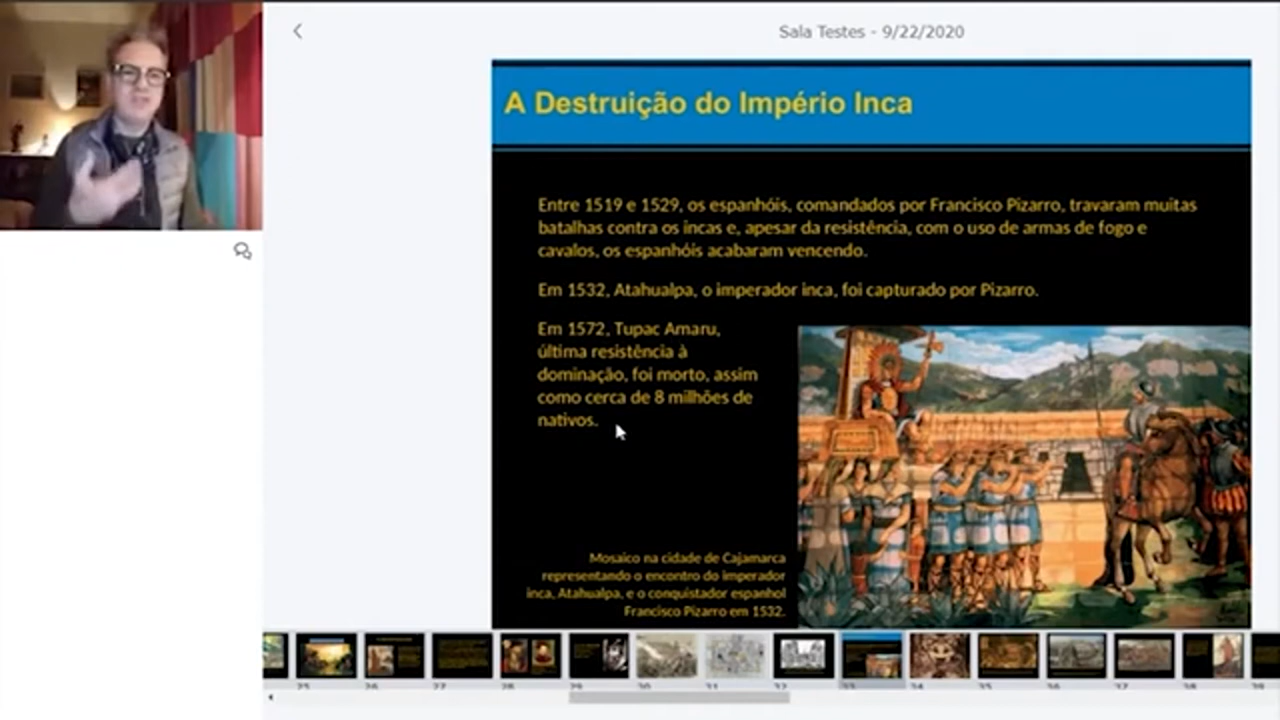 Sala Testes - 9/22/2020
A Destruição do Império Inca
Entre 1519 e 1529, os espanhóis, comandados por Francisco Pizarro, travaram muitas
batalhas contra os incas e, apesar da resistência, com o uso de armas de fogo e
cavalos, os espanhóis acabaram vencendo.
Em 1532, Atahualpa, o imperador inca, foi capturado por Pizarro.
Em 1572, Tupac Amaru,
última resistência à
dominação, foi morto, assim
como cerca de 8 milhões de
nativos.
Mosaico na cidade de Cajamarca
representando o encontro do imperador
inca, Atahualpa, e o conquistador espanhol
Francisco Pizarro em 1532.